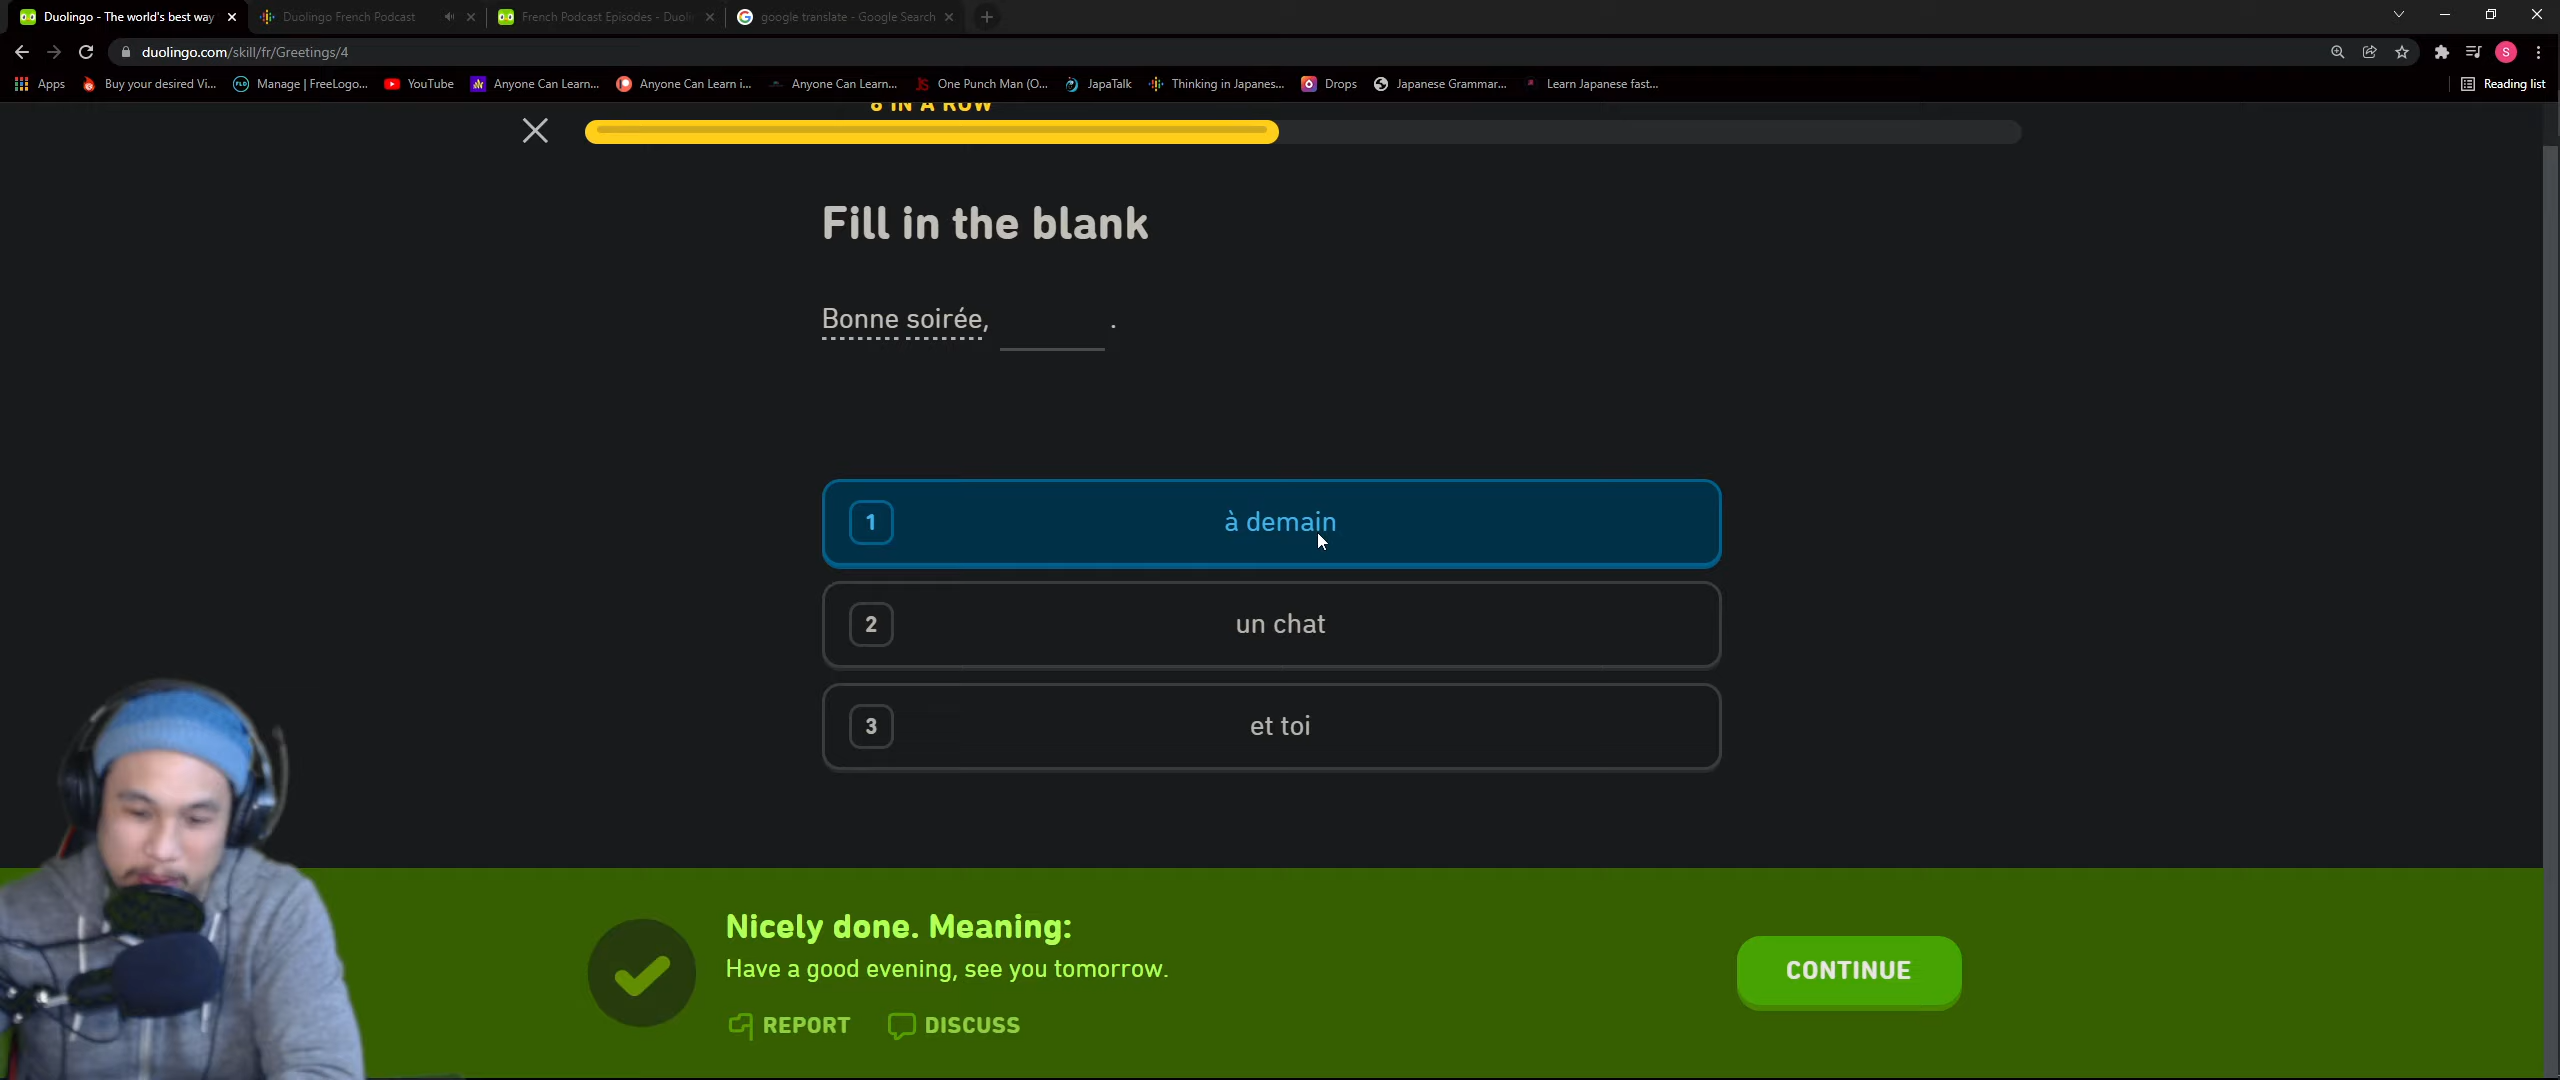 Duolingo - The world's best way
Duolingo French Podcast
French Podcast Episodes - Duoli
google translate - Google Search
duolingo.com/skill/fr/Greetings/4
S
Apps
Buy your desired Vi...
Manage | FreeLogo...
YouTube
Anyone Can Learn...
Anyone Can Learn i...
Anyone Can Learn...
One Punch Man (O...
JapaTalk
Thinking in Japanes...
Drops
Japanese Grammar...
Learn Japanese fast...
Reading list
8 IN A ROW
Fill in the blank
Bonne soirée, .
1 à demain
2 un chat
3 et toi
Nicely done. Meaning:
Have a good evening, see you tomorrow.
CONTINUE
REPORT DISCUSS